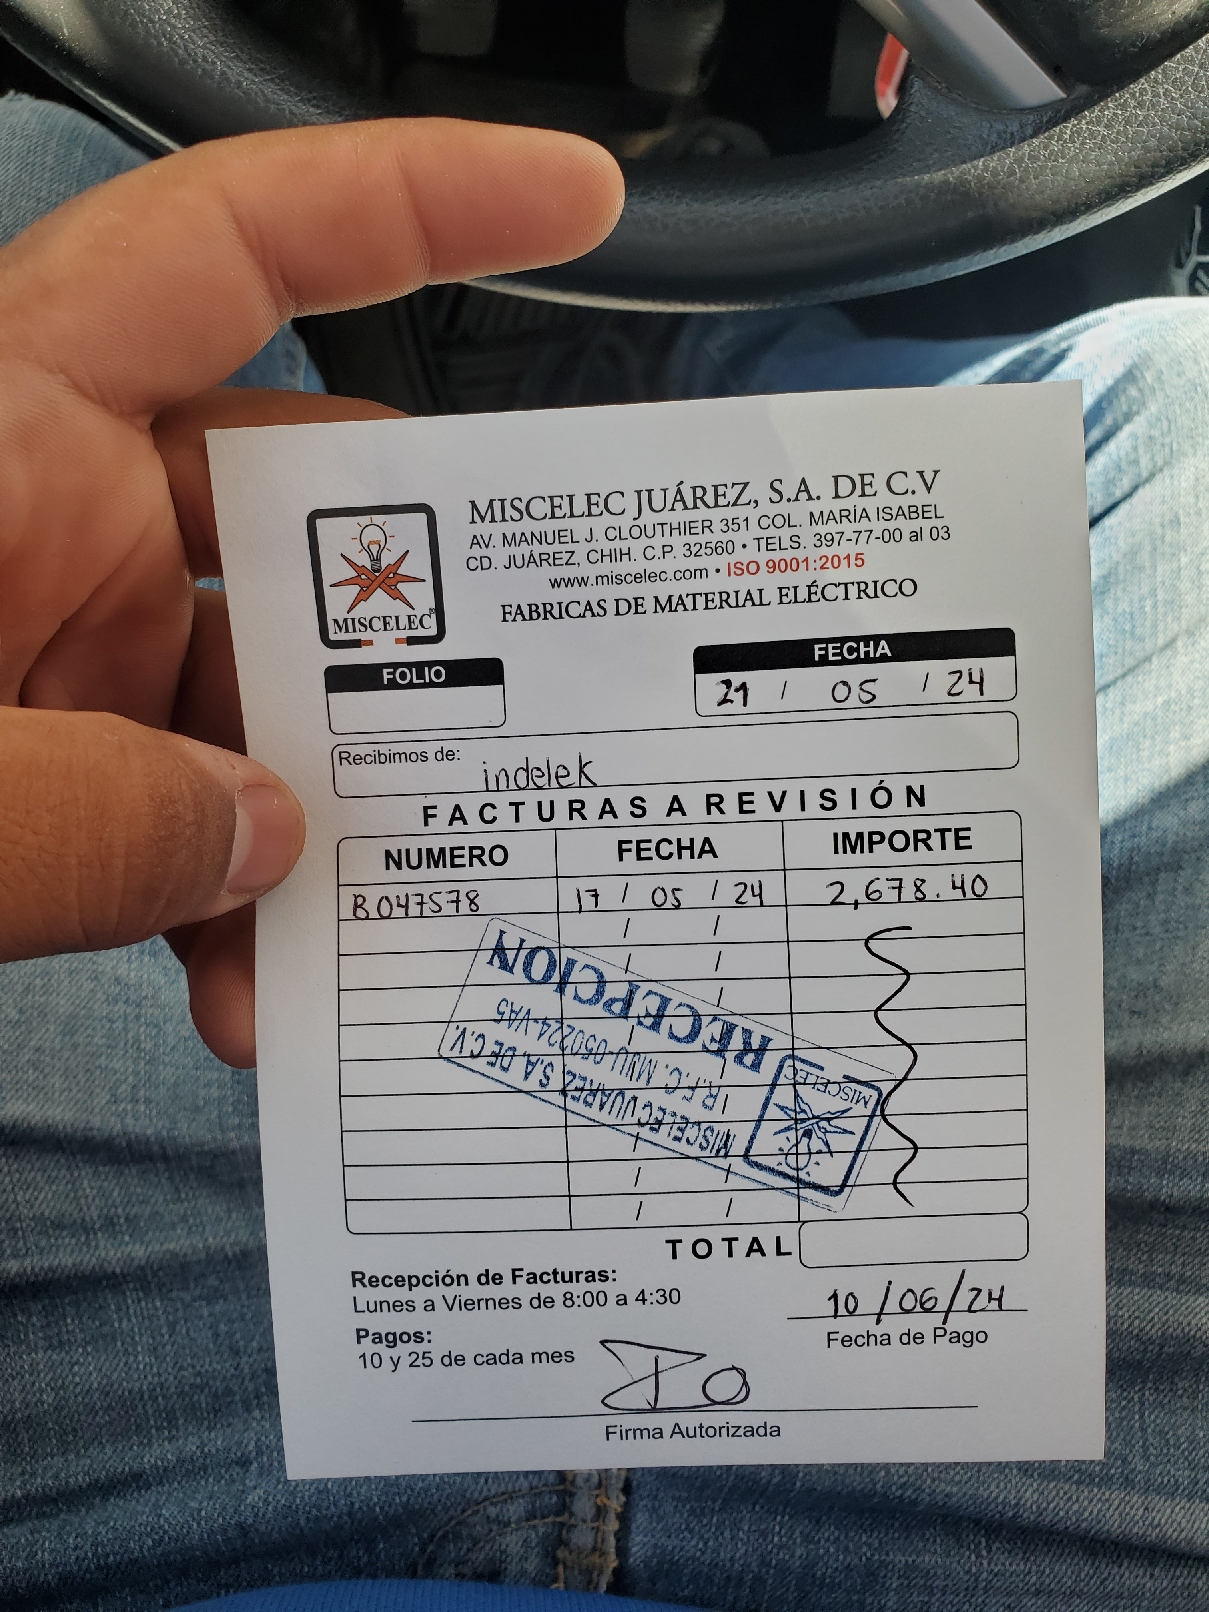 MISCELEC JUÁREZ, S.A. DE C.V
AV. MANUEL J. CLOUTHIER 351 COL. MARÍA ISABEL
CD. JUÁREZ, CHIH. C.P. 32560 • TELS. 397-77-00 al 03
www.miscelec.com • ISO 9001:2015
FABRICAS DE MATERIAL ELÉCTRICO
MISCELEC®
FOLIO
FECHA
21 / 05 / 24
Recibimos de: indelek
FACTURAS A REVISIÓN
NUMERO FECHA IMPORTE
B047578 17 / 05 / 24 2,678.40
/ /
/ /
/ /
/ /
/ /
/ /
/ /
/ /
/ /
MISCELEC
MISCELEC JUAREZ S.A. DE C.V.
R.F.C. MJU-050224-VA5
RECEPCION
TOTAL
Recepción de Facturas:
Lunes a Viernes de 8:00 a 4:30
10/06/24
Fecha de Pago
Pagos:
10 y 25 de cada mes
Firma Autorizada